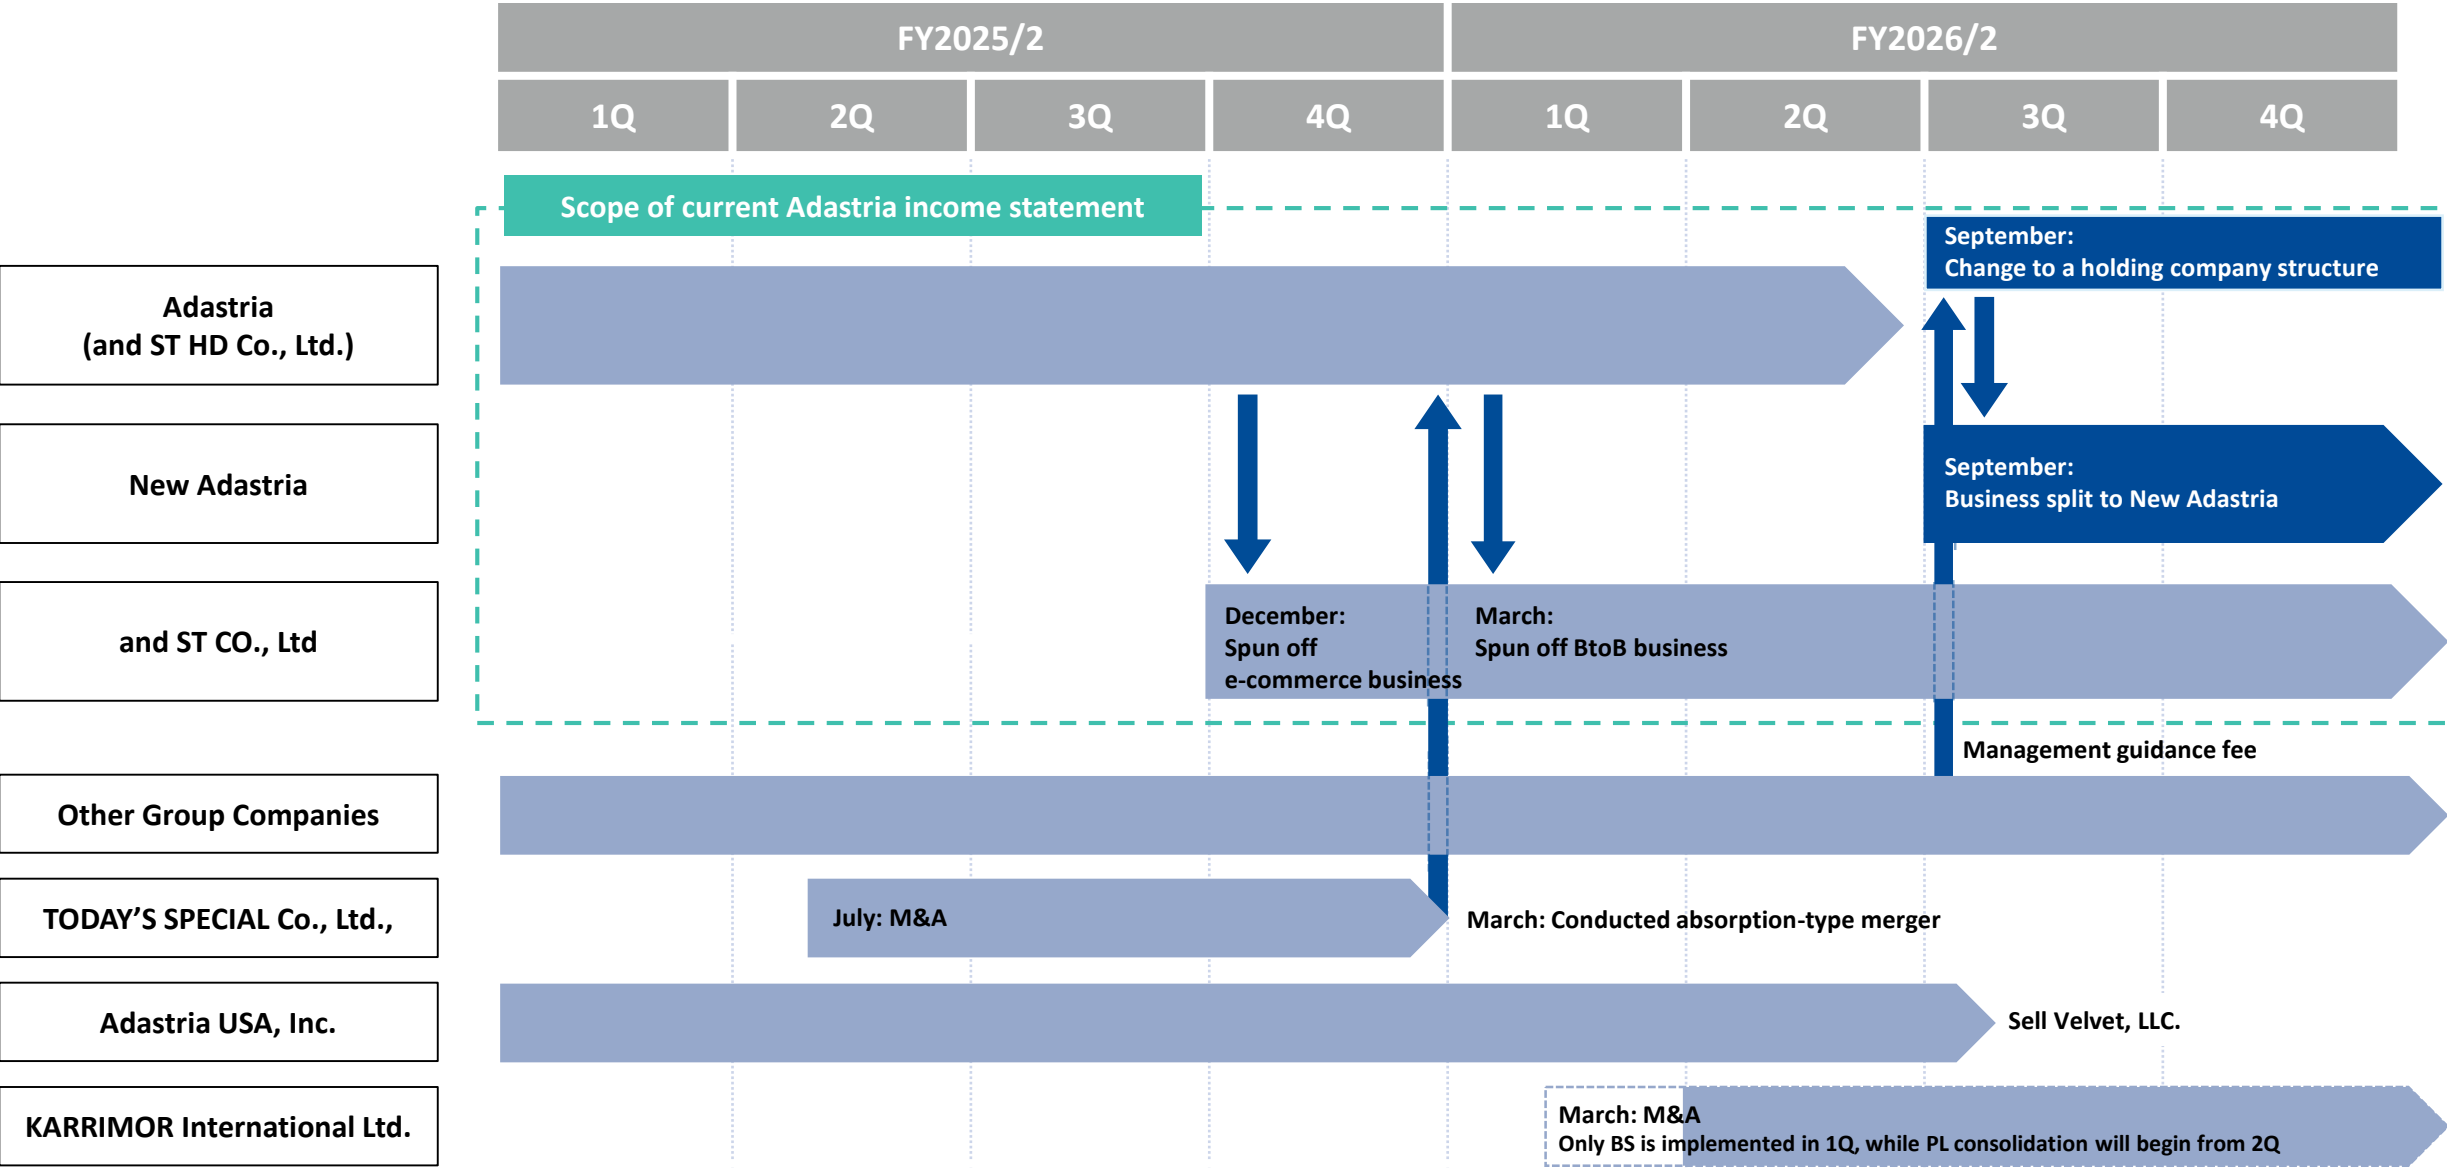 FY2025/2
FY2026/2
1Q
2Q
3Q
4Q
1Q
2Q
3Q
4Q
Scope of current Adastria income statement
Adastria
(and ST HD Co., Ltd.)
September:
Change to a holding company structure
New Adastria
September:
Business split to New Adastria
and ST CO., Ltd
December:
Spun off
e-commerce business
March:
Spun off BtoB business
Management guidance fee
Other Group Companies
TODAY'S SPECIAL Co., Ltd.,
July: M&A
March: Conducted absorption-type merger
Adastria USA, Inc.
Sell Velvet, LLC.
KARRIMOR International Ltd.
March: M&A
Only BS is implemented in 1Q, while PL consolidation will begin from 2Q